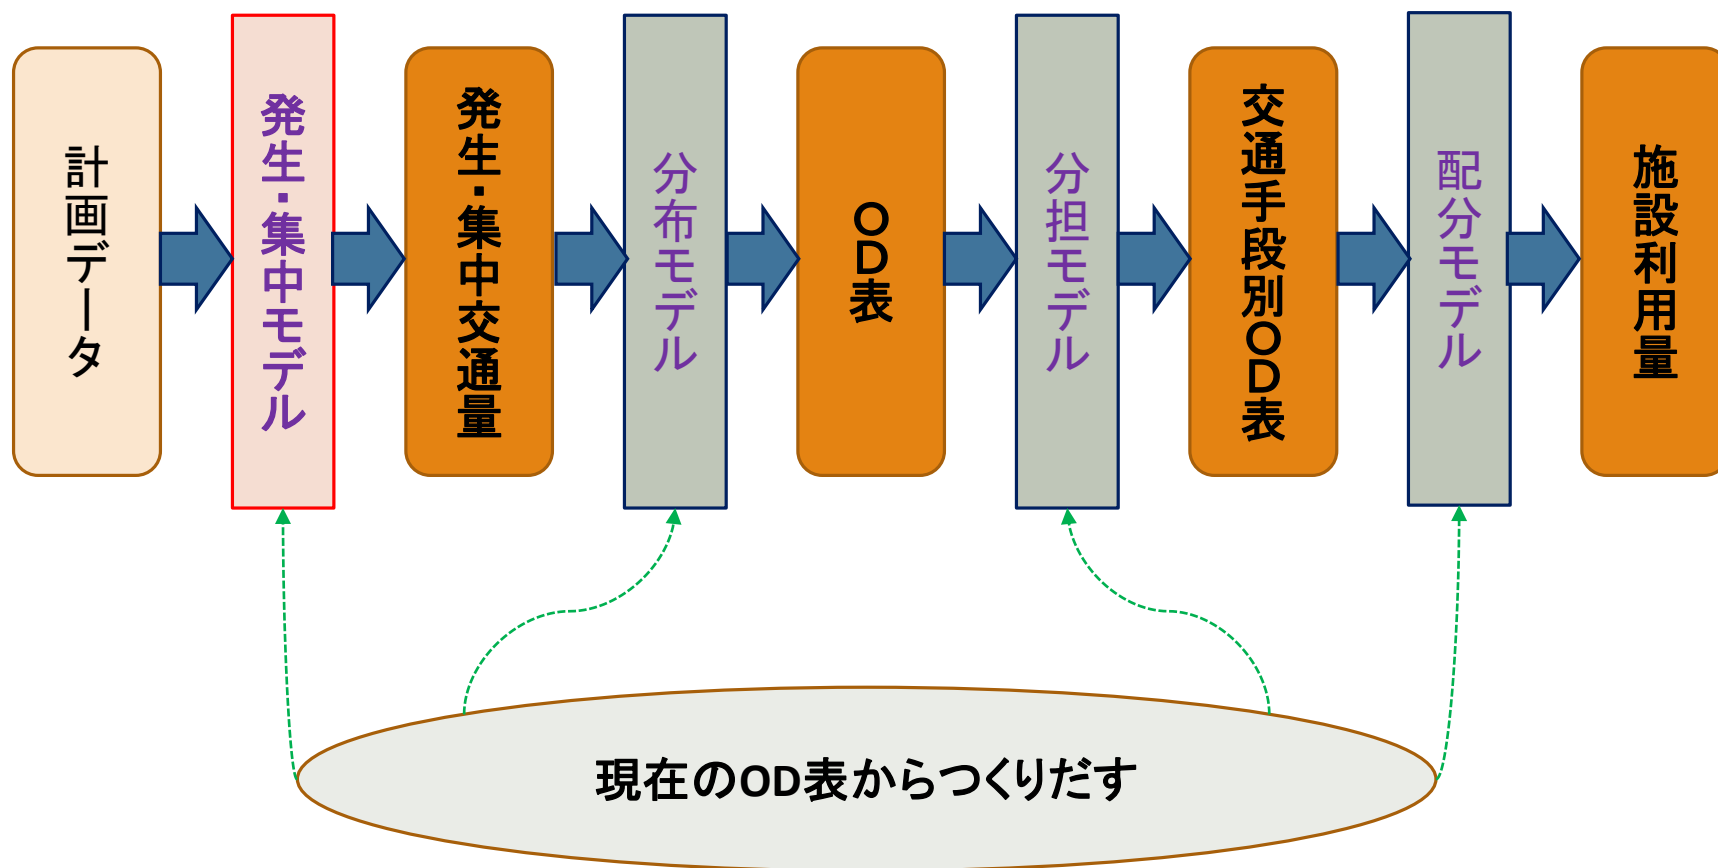 計画データ
発生・集中モデル
発生・集中交通量
分布モデル
OD表
分担モデル
交通手段別OD表
配分モデル
施設利用量
現在のOD表からつくりだす